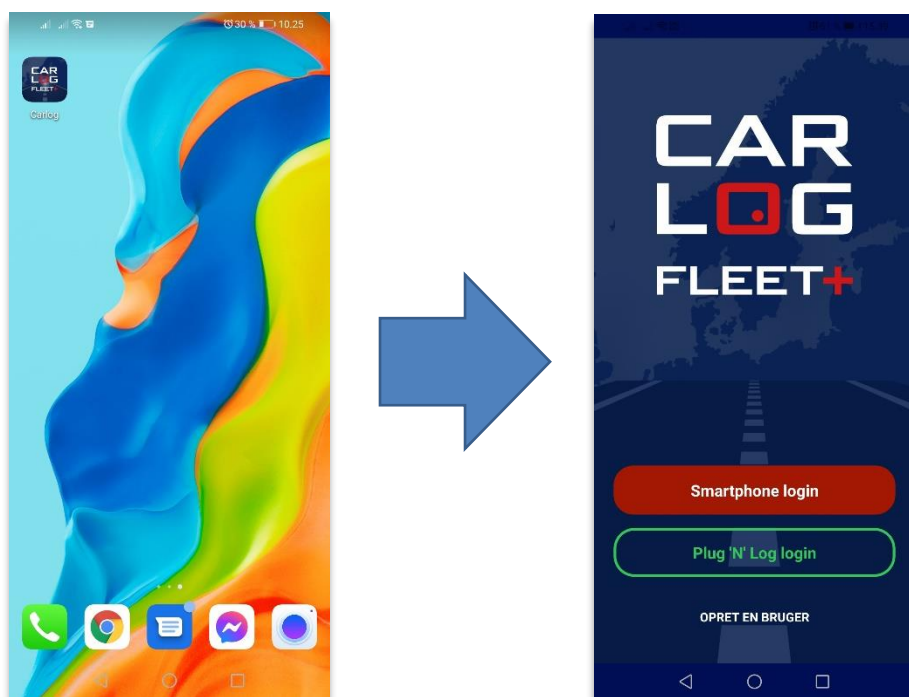 30 % 10.25
CAR
LOG
FLEET+
Carlog
CAR
LOG
FLEET+
Smartphone login
Plug 'N' Log login
OPRET EN BRUGER